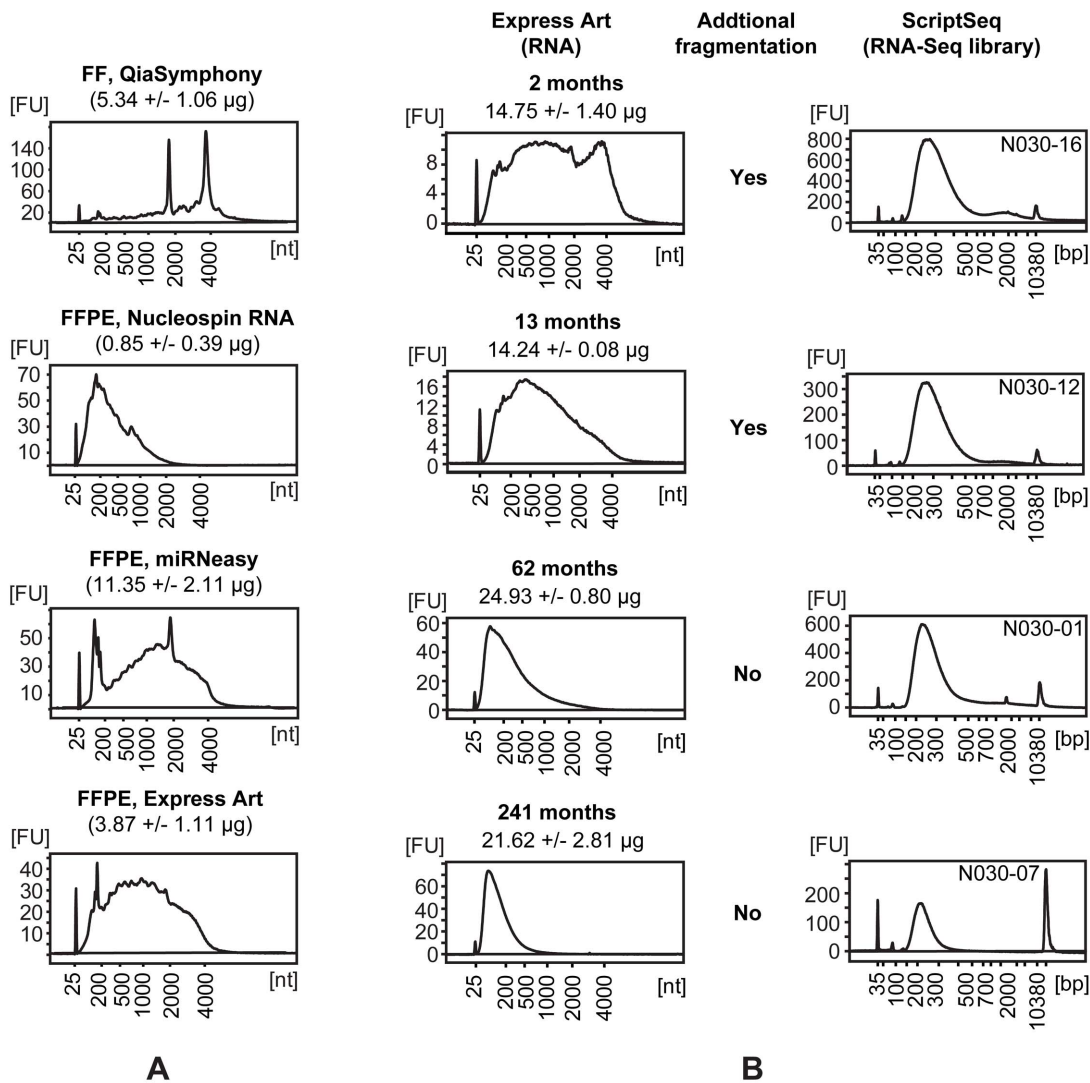 Express Art
(RNA)
Addtional
fragmentation
ScriptSeq
(RNA-Seq library)
FF, QiaSymphony
(5.34 +/- 1.06 µg)
[FU]
140
100
60
20
25
200
500
1000
2000
4000
[nt]
2 months
14.75 +/- 1.40 µg
[FU]
8
4
0
25
200
500
1000
2000
4000
[nt]
Yes
[FU]
N030-16
800
600
400
200
0
35
100
200
300
500
700
2000
10380
[bp]
FFPE, Nucleospin RNA
(0.85 +/- 0.39 µg)
[FU]
70
50
30
10
25
200
500
1000
2000
4000
[nt]
13 months
14.24 +/- 0.08 µg
[FU]
16
12
8
4
0
25
200
500
1000
2000
4000
[nt]
Yes
[FU]
N030-12
300
200
100
0
35
100
200
300
500
700
2000
10380
[bp]
FFPE, miRNeasy
(11.35 +/- 2.11 µg)
[FU]
50
30
10
25
200
500
1000
2000
4000
[nt]
62 months
24.93 +/- 0.80 µg
[FU]
60
40
20
0
25
200
500
1000
2000
4000
[nt]
No
[FU]
N030-01
600
400
200
0
35
100
200
300
500
700
2000
10380
[bp]
FFPE, Express Art
(3.87 +/- 1.11 µg)
[FU]
40
30
20
10
25
200
500
1000
2000
4000
[nt]
241 months
21.62 +/- 2.81 µg
[FU]
60
40
20
0
25
200
500
1000
2000
4000
[nt]
No
[FU]
N030-07
200
100
0
35
100
200
300
500
700
2000
10380
[bp]
A
B